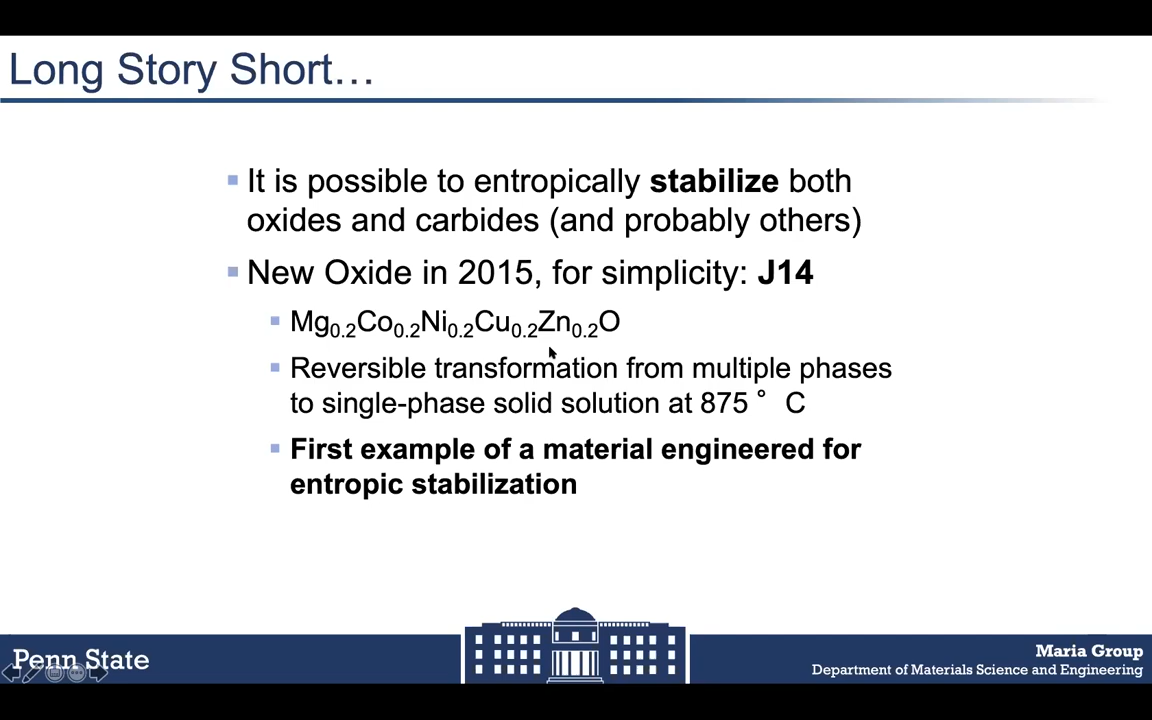 Long Story Short…
It is possible to entropically stabilize both
oxides and carbides (and probably others)
New Oxide in 2015, for simplicity: J14
Mg0.2Co0.2Ni0.2Cu0.2Zn0.2O
Reversible transformation from multiple phases
to single-phase solid solution at 875 ° C
First example of a material engineered for
entropic stabilization
Penn State
Maria Group
Department of Materials Science and Engineering